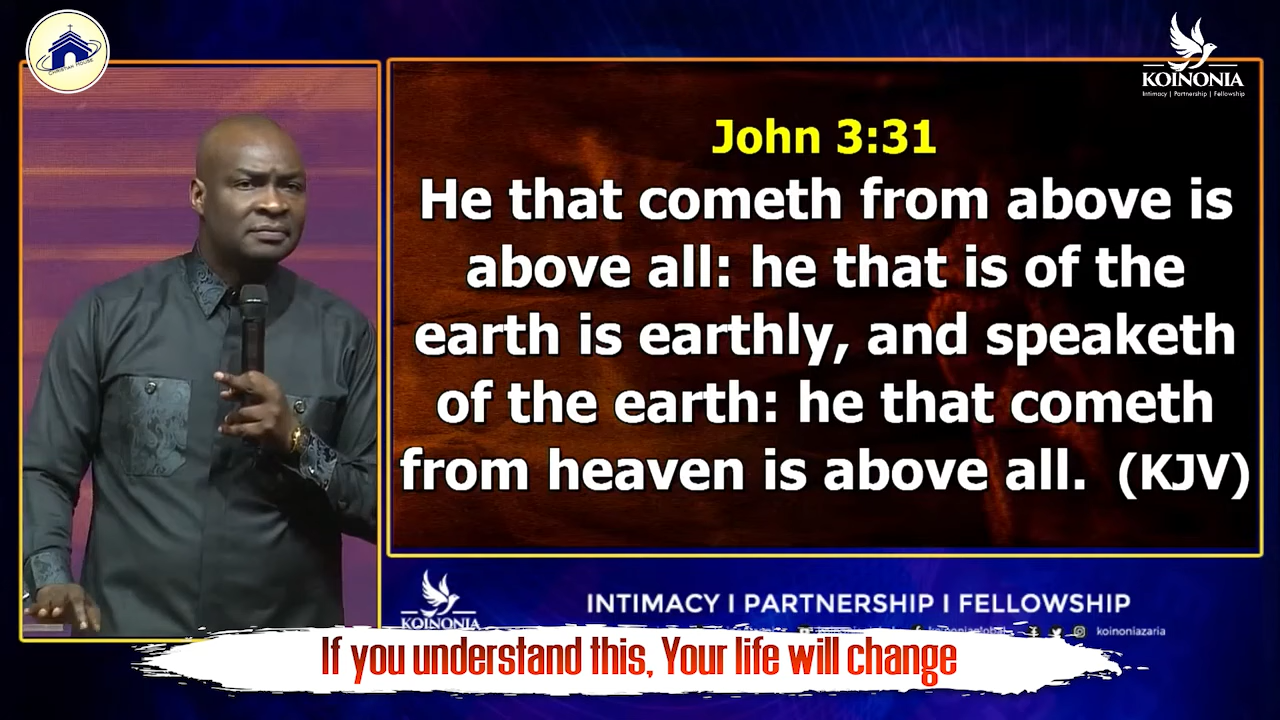 CHRISTIAN HOUSE
KOINONIA
Intimacy | Partnership | Fellowship
John 3:31
He that cometh from above is
above all: he that is of the
earth is earthly, and speaketh
of the earth: he that cometh
from heaven is above all. (KJV)
KOINONIA
INTIMACY I PARTNERSHIP I FELLOWSHIP
koinoniazaria
If you understand this, Your life will change